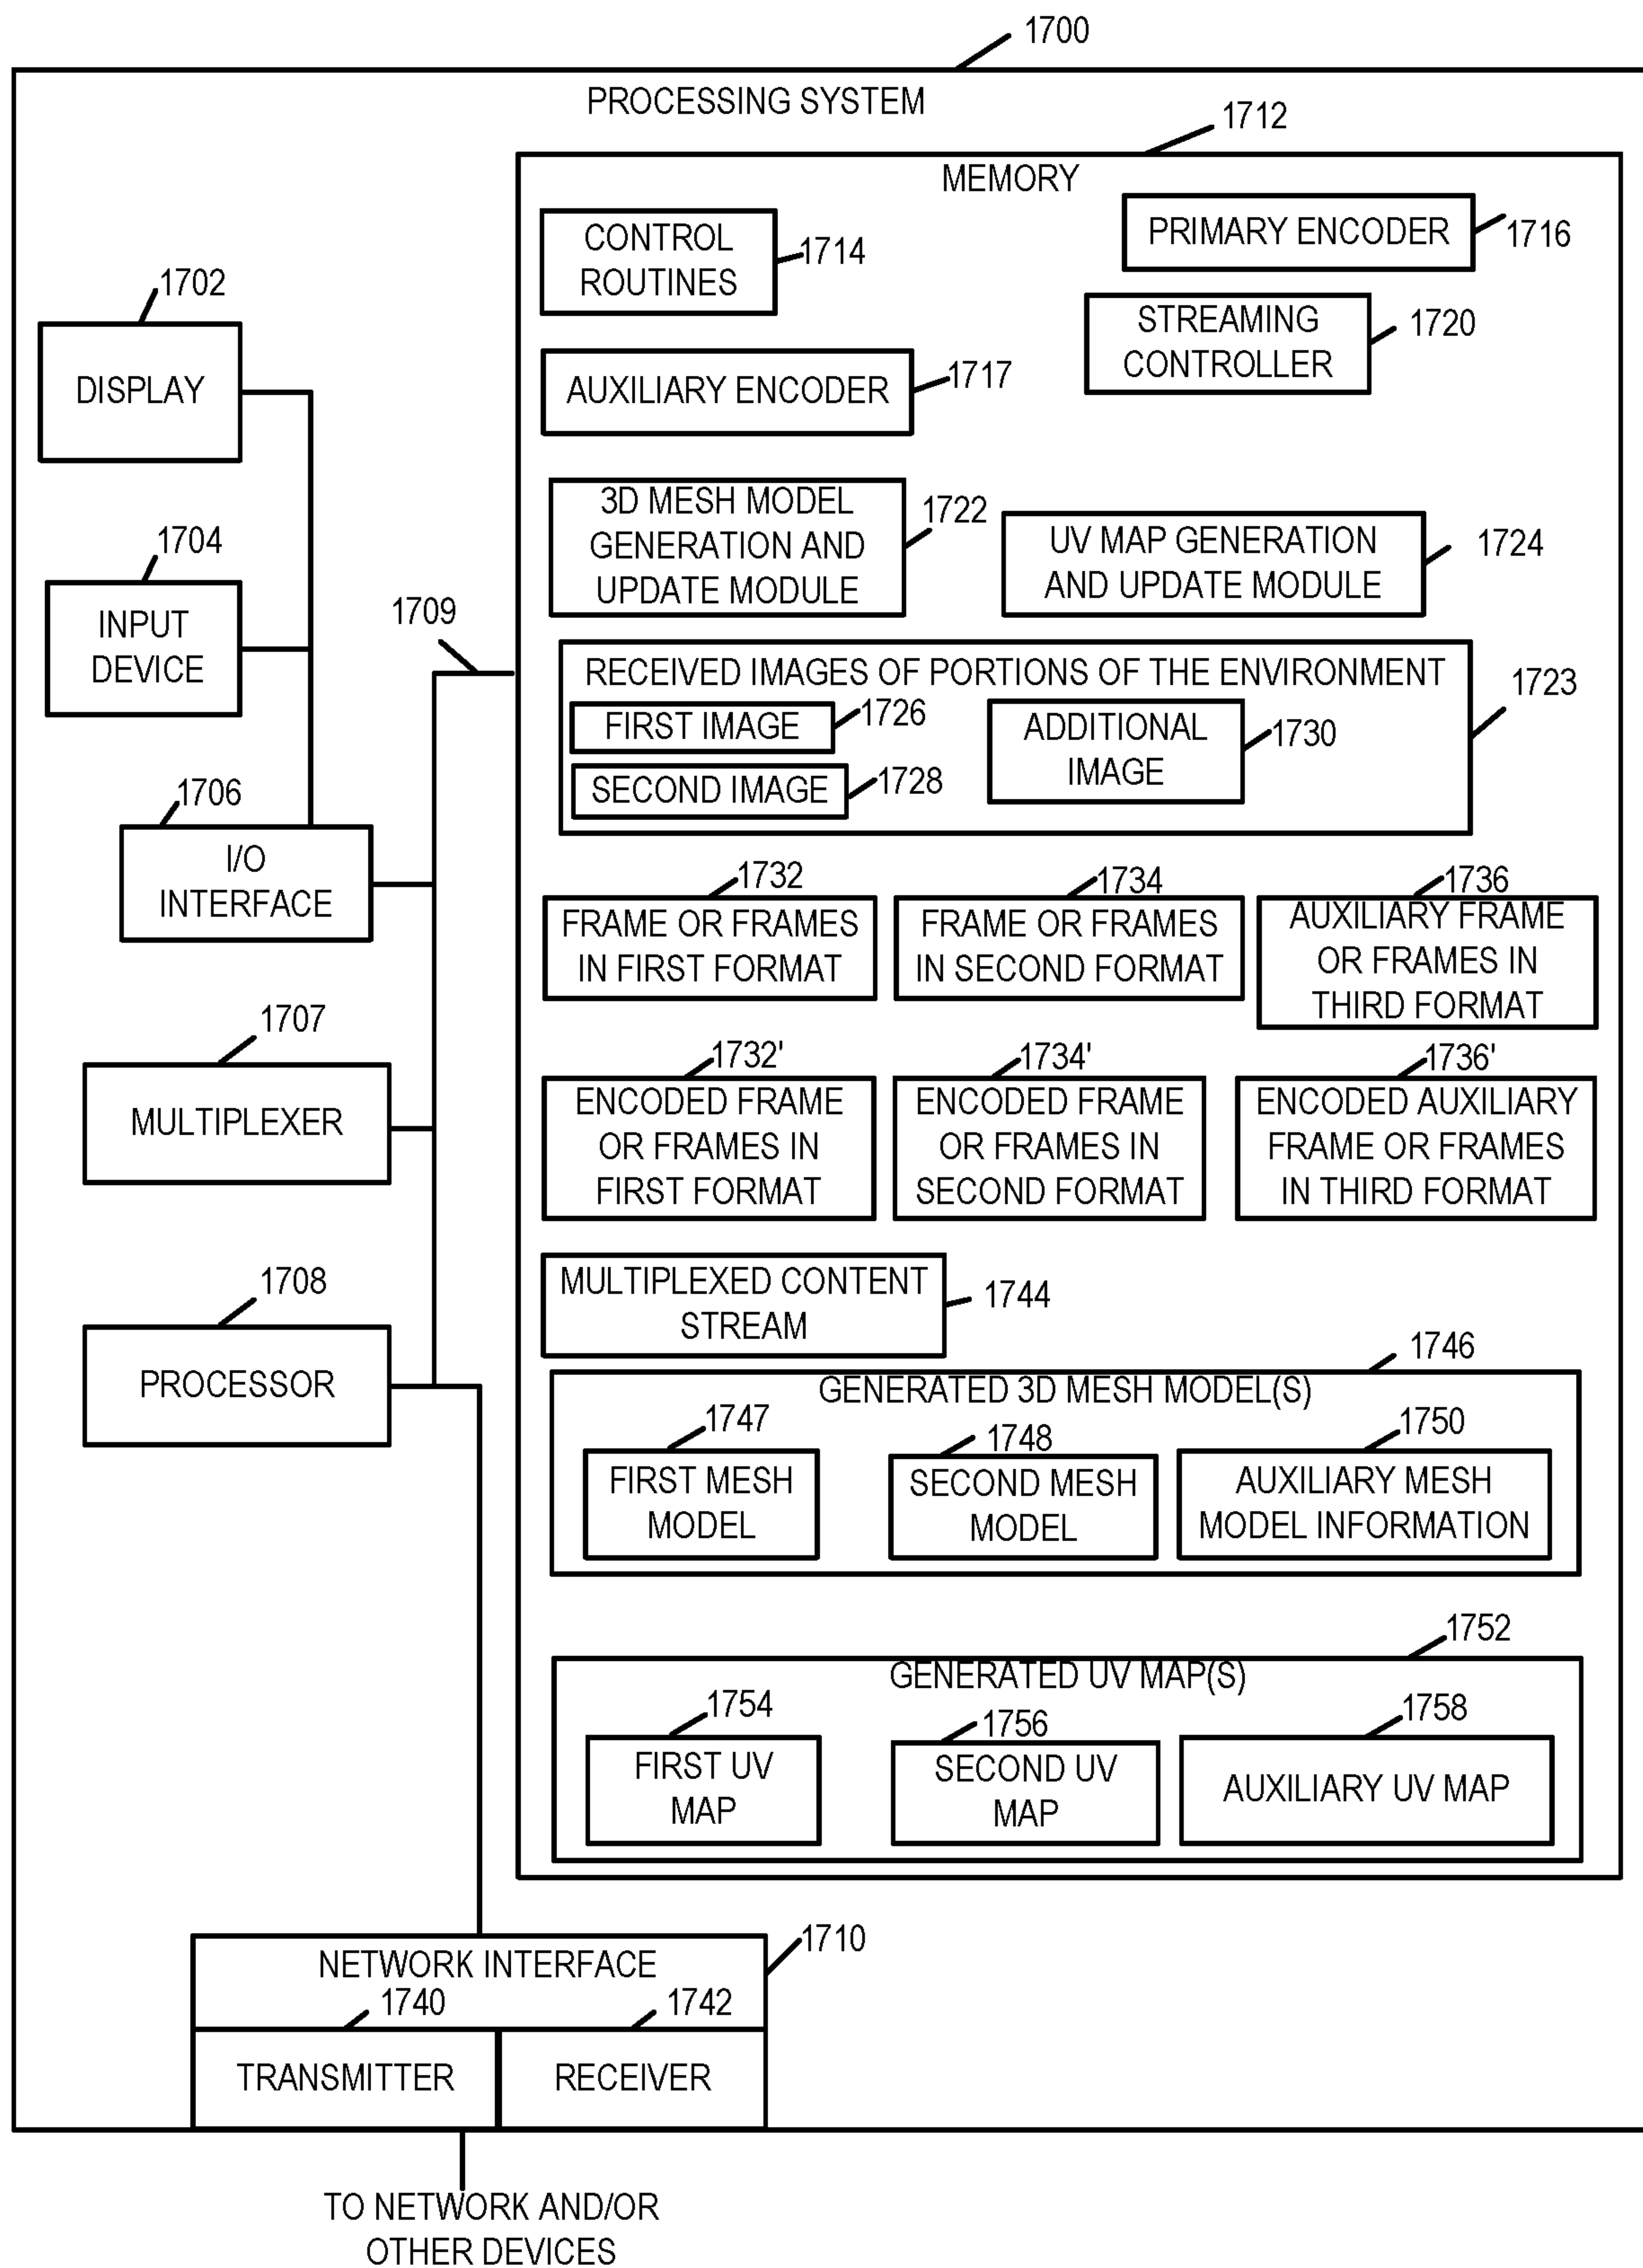 1700
PROCESSING SYSTEM
1712
MEMORY
CONTROL
ROUTINES
1714
PRIMARY ENCODER
1716
STREAMING
CONTROLLER
1720
AUXILIARY ENCODER
1717
1702
DISPLAY
3D MESH MODEL
GENERATION AND
UPDATE MODULE
1722
UV MAP GENERATION
AND UPDATE MODULE
1724
1704
INPUT
DEVICE
1709
RECEIVED IMAGES OF PORTIONS OF THE ENVIRONMENT
1723
FIRST IMAGE
1726
SECOND IMAGE
1728
ADDITIONAL
IMAGE
1730
1706
I/O
INTERFACE
1732
FRAME OR FRAMES
IN FIRST FORMAT
1734
FRAME OR FRAMES
IN SECOND FORMAT
1736
AUXILIARY FRAME
OR FRAMES IN
THIRD FORMAT
1707
MULTIPLEXER
1732'
ENCODED FRAME
OR FRAMES IN
FIRST FORMAT
1734'
ENCODED FRAME
OR FRAMES IN
SECOND FORMAT
1736'
ENCODED AUXILIARY
FRAME OR FRAMES
IN THIRD FORMAT
1708
PROCESSOR
MULTIPLEXED CONTENT
STREAM
1744
1746
GENERATED 3D MESH MODEL(S)
1747
FIRST MESH
MODEL
1748
SECOND MESH
MODEL
1750
AUXILIARY MESH
MODEL INFORMATION
1752
GENERATED UV MAP(S)
1754
FIRST UV
MAP
1756
SECOND UV
MAP
1758
AUXILIARY UV MAP
1710
NETWORK INTERFACE
1740
TRANSMITTER
1742
RECEIVER
TO NETWORK AND/OR
OTHER DEVICES